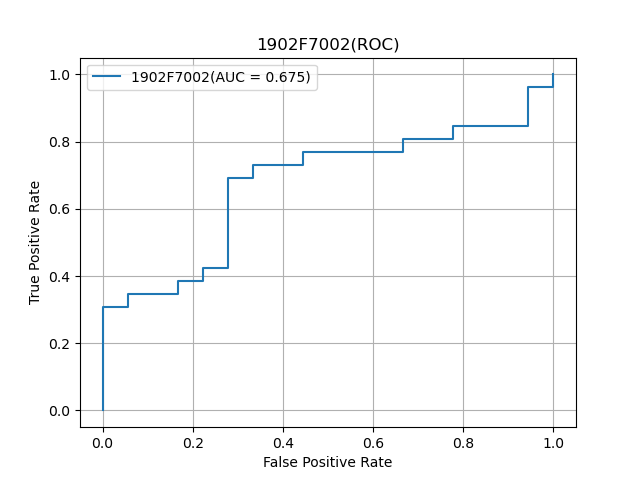 1902F7002(ROC)
1902F7002(AUC = 0.675)
True Positive Rate
1.0
0.8
0.6
0.4
0.2
0.0
0.0 0.2 0.4 0.6 0.8 1.0
False Positive Rate